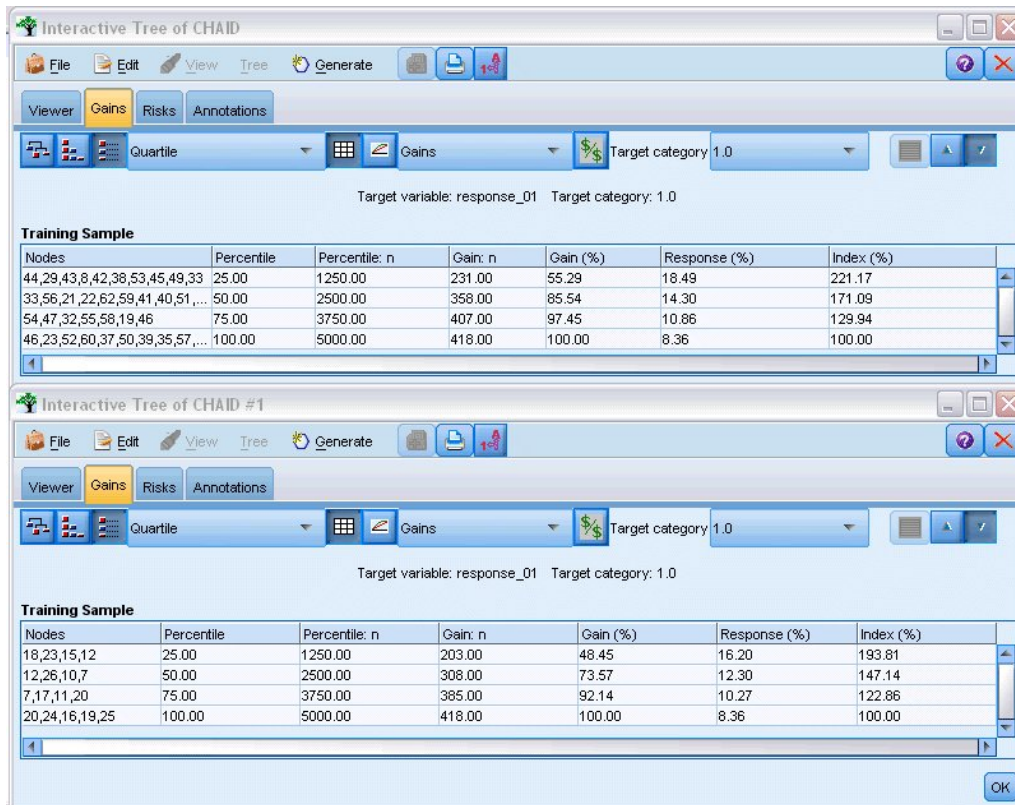 Interactive Tree of CHAID
File Edit View Tree Generate
Viewer Gains Risks Annotations
Quartile Gains Target category 1.0
Target variable: response_01 Target category: 1.0
Training Sample
Nodes Percentile Percentile: n Gain: n Gain (%) Response (%) Index (%)
44,29,43,8,42,38,53,45,49,33 25.00 1250.00 231.00 55.29 18.49 221.17
33,56,21,22,62,59,41,40,51,... 50.00 2500.00 358.00 85.54 14.30 171.09
54,47,32,55,58,19,46 75.00 3750.00 407.00 97.45 10.86 129.94
46,23,52,60,37,50,39,35,57,... 100.00 5000.00 418.00 100.00 8.36 100.00
Interactive Tree of CHAID #1
File Edit View Tree Generate
Viewer Gains Risks Annotations
Quartile Gains Target category 1.0
Target variable: response_01 Target category: 1.0
Training Sample
Nodes Percentile Percentile: n Gain: n Gain (%) Response (%) Index (%)
18,23,15,12 25.00 1250.00 203.00 48.45 16.20 193.81
12,26,10,7 50.00 2500.00 308.00 73.57 12.30 147.14
7,17,11,20 75.00 3750.00 385.00 92.14 10.27 122.86
20,24,16,19,25 100.00 5000.00 418.00 100.00 8.36 100.00
OK